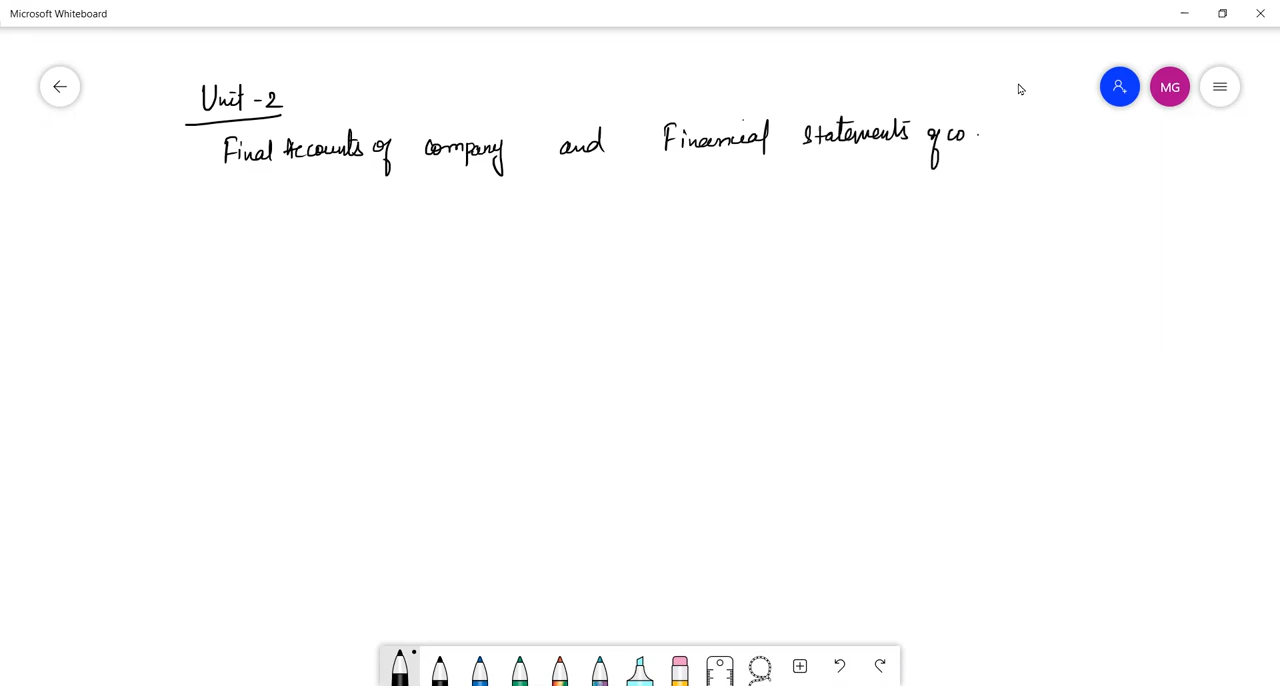 Microsoft Whiteboard
MG
Unit-2
Final Accounts of company and Financial Statements of co.